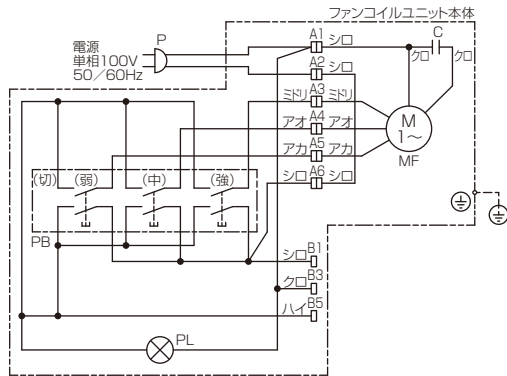 ファンコイルユニット本体
電源
単相100V
50/60Hz
P
A1 シロ
C
クロ
クロ
A2 シロ
ミドリ A3 ミドリ
アオ A4 アオ
アカ A5 アカ
シロ A6 シロ
M
1～
MF
(切) (弱) (中) (強)
PB
シロ B1
クロ B3
ハイ B5
PL